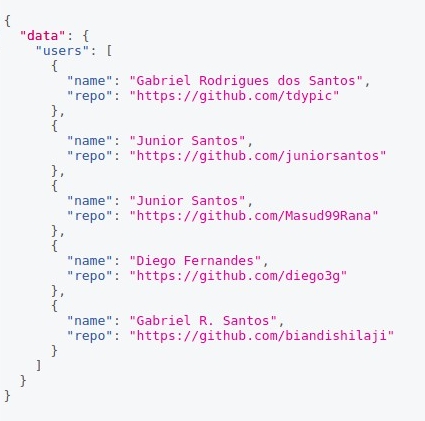 {
  "data": {
    "users": [
      {
        "name": "Gabriel Rodrigues dos Santos",
        "repo": "https://github.com/tdypic"
      },
      {
        "name": "Junior Santos",
        "repo": "https://github.com/juniorsantos"
      },
      {
        "name": "Junior Santos",
        "repo": "https://github.com/Masud99Rana"
      },
      {
        "name": "Diego Fernandes",
        "repo": "https://github.com/diego3g"
      },
      {
        "name": "Gabriel R. Santos",
        "repo": "https://github.com/biandishilaji"
      }
    ]
  }
}